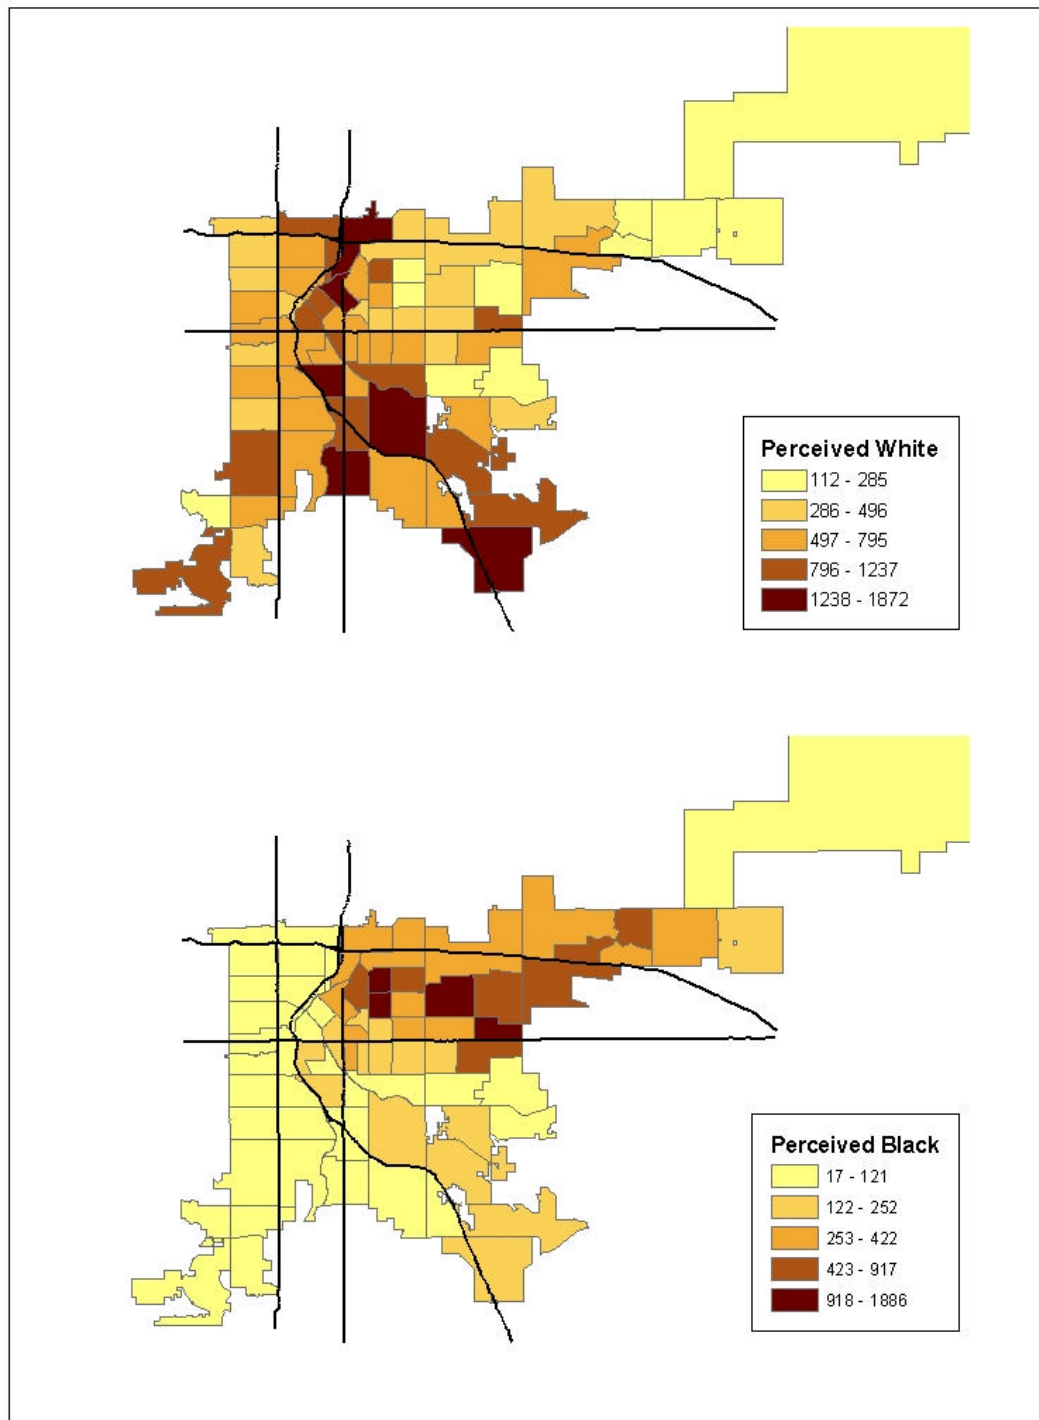 Perceived White
112 - 285
286 - 496
497 - 795
796 - 1237
1238 - 1872
Perceived Black
17 - 121
122 - 252
253 - 422
423 - 917
918 - 1886